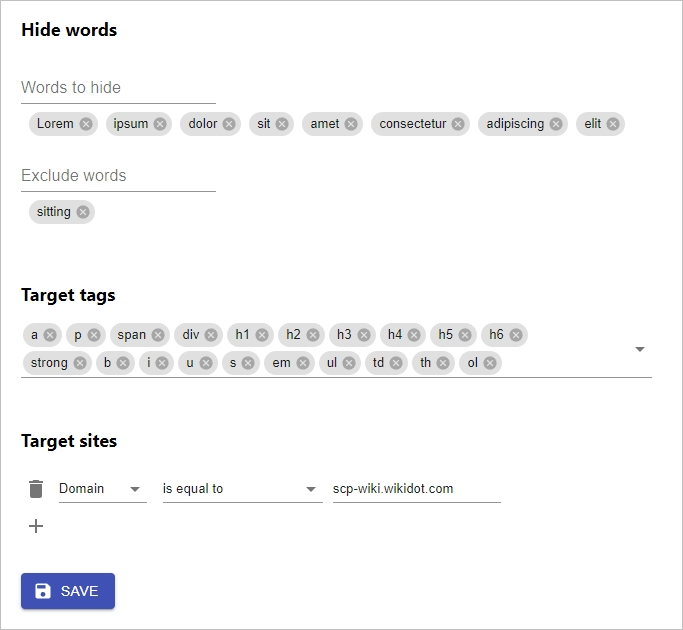 Hide words
Words to hide
Lorem ipsum dolor sit amet consectetur adipiscing elit
Exclude words
sitting
Target tags
a p span div h1 h2 h3 h4 h5 h6
strong b i u s em ul td th ol
Target sites
Domain is equal to scp-wiki.wikidot.com
SAVE